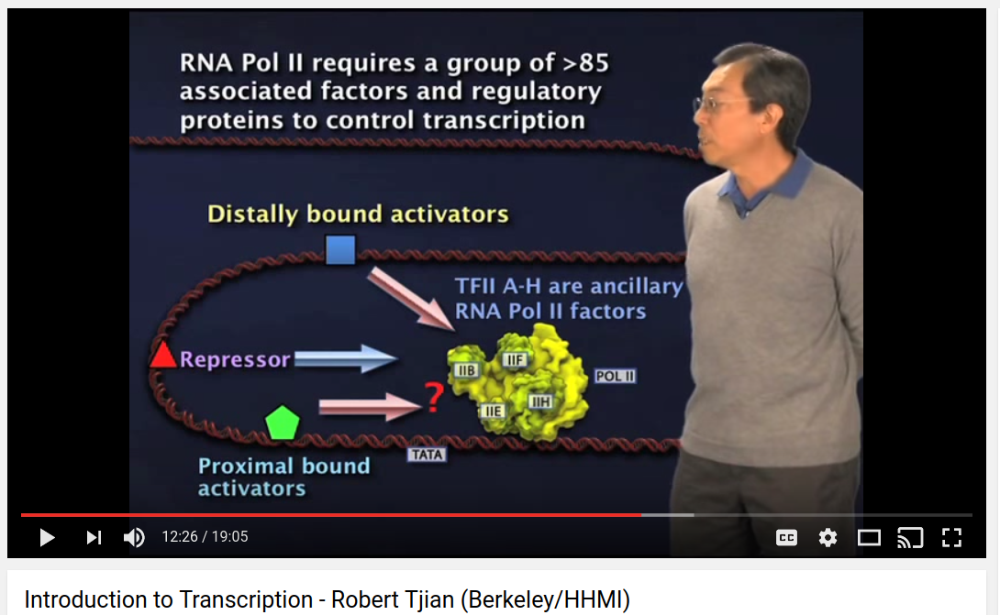 RNA Pol II requires a group of >85
associated factors and regulatory
proteins to control transcription
Distally bound activators
TFII A-H are ancillary
RNA Pol II factors
Repressor
IIB
IIF
POL II
?
IIE
IIH
TATA
Proximal bound
activators
12:26 / 19:05
CC
Introduction to Transcription - Robert Tjian (Berkeley/HHMI)